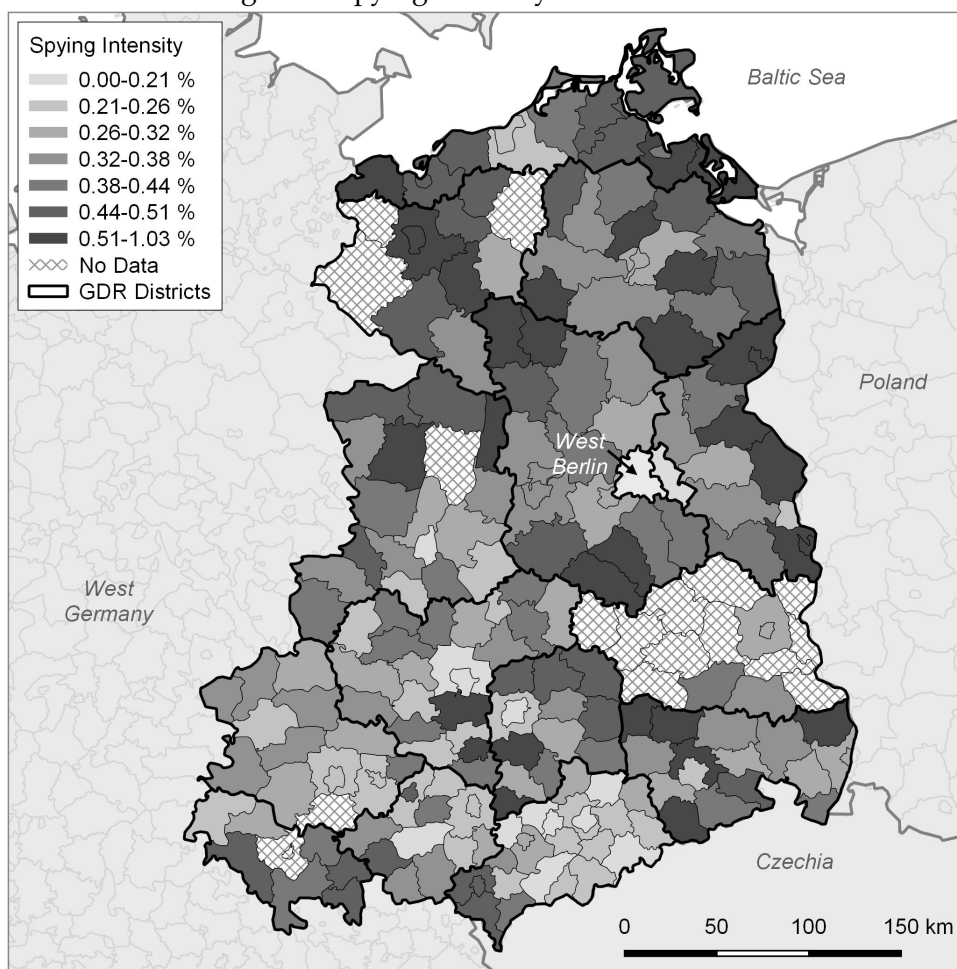 Spying Intensity
0.00-0.21 %
0.21-0.26 %
0.26-0.32 %
0.32-0.38 %
0.38-0.44 %
0.44-0.51 %
0.51-1.03 %
No Data
GDR Districts
Baltic Sea
Poland
West
Berlin
West
Germany
Czechia
0 50 100 150 km